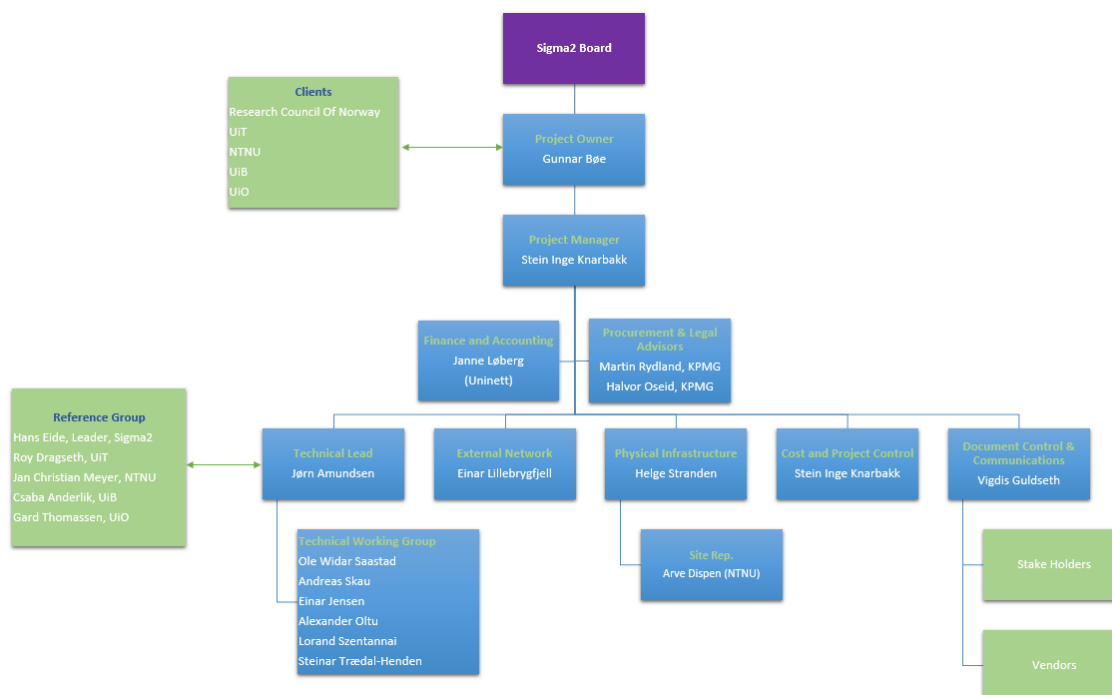 Sigma2 Board
Clients
Research Council Of Norway
UiT
NTNU
UiB
UiO
Project Owner
Gunnar Bøe
Project Manager
Stein Inge Knarbakk
Finance and Accounting
Janne Løberg
(Uninett)
Procurement & Legal
Advisors
Martin Rydland, KPMG
Halvor Oseid, KPMG
Reference Group
Hans Eide, Leader, Sigma2
Roy Dragseth, UiT
Jan Christian Meyer, NTNU
Csaba Anderlik, UiB
Gard Thomassen, UiO
Technical Lead
Jørn Amundsen
External Network
Einar Lillebrygfjell
Physical Infrastructure
Helge Stranden
Cost and Project Control
Stein Inge Knarbakk
Document Control &
Communications
Vigdis Guldseth
Technical Working Group
Ole Widar Saastad
Andreas Skau
Einar Jensen
Alexander Oltu
Lorand Szentannai
Steinar Trædal-Henden
Site Rep.
Arve Dispen (NTNU)
Stake Holders
Vendors